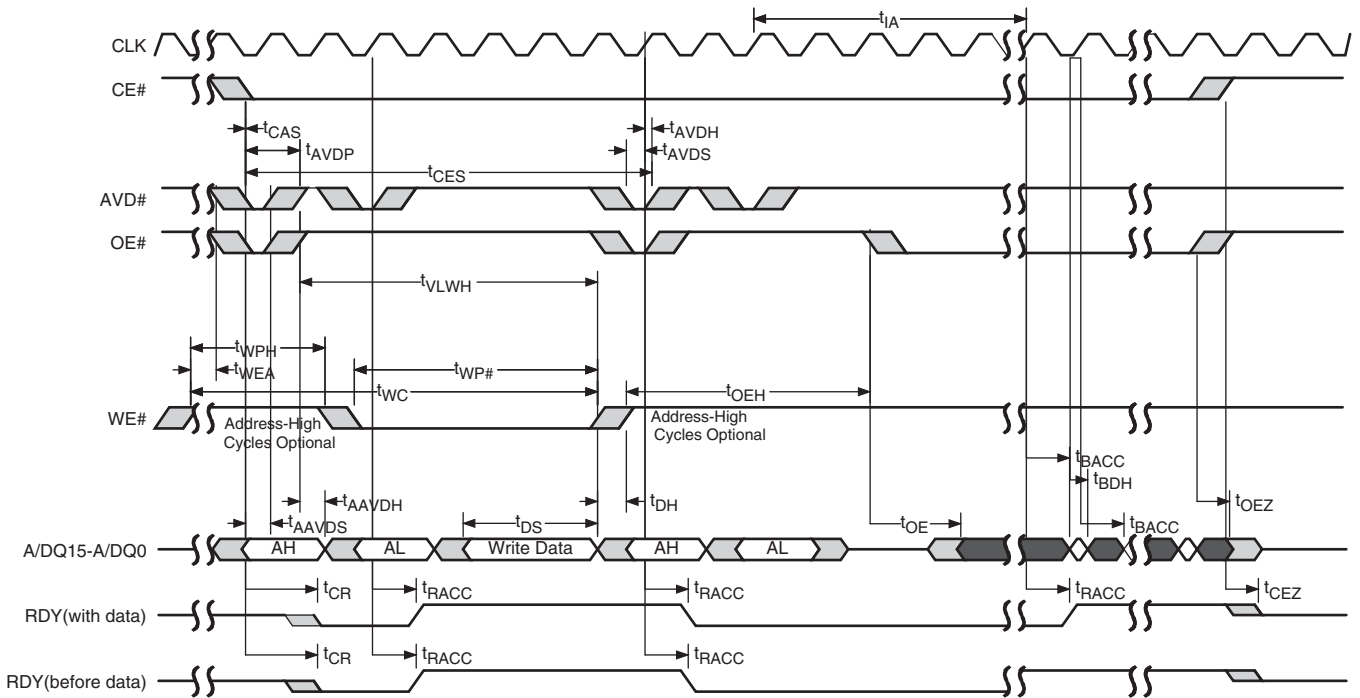 tIA
CLK
CE#
tCAS
tAVDH
tAVDP
tAVDS
tCES
AVD#
OE#
tVLWH
tWPH
tWEA
tWP#
tWC
tOEH
WE#
Address-High
Cycles Optional
Address-High
Cycles Optional
tBACC
tBDH
tAAVDH
tDH
tOEZ
tAAVDS
tDS
tOE
tBACC
A/DQ15-A/DQ0
AH
AL
Write Data
AH
AL
tCR
tRACC
tRACC
tRACC
tCEZ
RDY(with data)
tCR
tRACC
tRACC
RDY(before data)